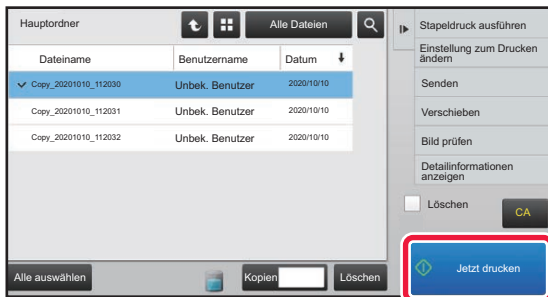 Hauptordner
Alle Dateien
Dateiname Benutzername Datum
Copy_20201010_112030 Unbek. Benutzer 2020/10/10
Copy_20201010_112031 Unbek. Benutzer 2020/10/10
Copy_20201010_112032 Unbek. Benutzer 2020/10/10
Alle auswählen
Kopien
Löschen
Stapeldruck ausführen
Einstellung zum Drucken
ändern
Senden
Verschieben
Bild prüfen
Detailinformationen
anzeigen
Löschen
CA
Jetzt drucken